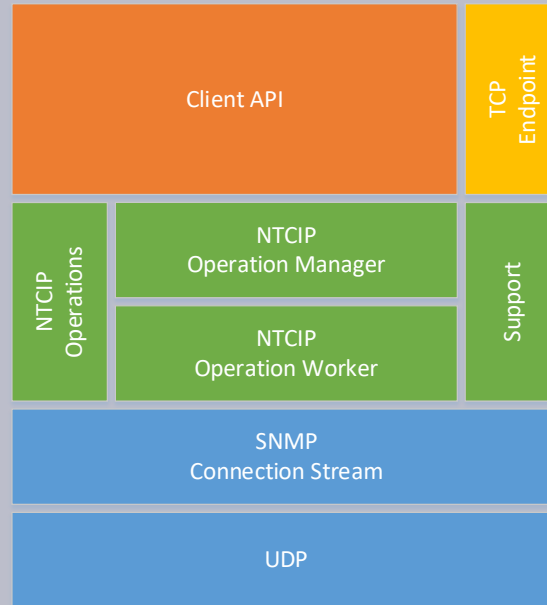 Client API
TCP
Endpoint
NTCIP
Operations
NTCIP
Operation Manager
NTCIP
Operation Worker
Support
SNMP
Connection Stream
UDP